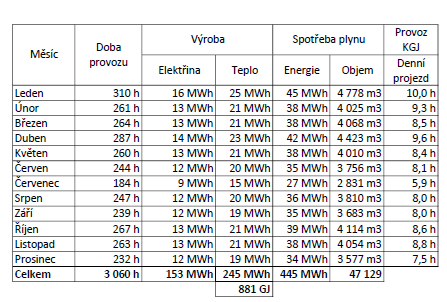 Měsíc Doba provozu Výroba Spotřeba plynu Provoz KGJ
Elektřina Teplo Energie Objem Denní projezd
Leden 310 h 16 MWh 25 MWh 45 MWh 4 778 m3 10,0 h
Únor 261 h 13 MWh 21 MWh 38 MWh 4 025 m3 9,3 h
Březen 264 h 13 MWh 21 MWh 38 MWh 4 068 m3 8,5 h
Duben 287 h 14 MWh 23 MWh 42 MWh 4 423 m3 9,6 h
Květen 260 h 13 MWh 21 MWh 38 MWh 4 010 m3 8,4 h
Červen 244 h 12 MWh 20 MWh 35 MWh 3 756 m3 8,1 h
Červenec 184 h 9 MWh 15 MWh 27 MWh 2 831 m3 5,9 h
Srpen 247 h 12 MWh 20 MWh 36 MWh 3 810 m3 8,0 h
Září 239 h 12 MWh 19 MWh 35 MWh 3 683 m3 8,0 h
Říjen 267 h 13 MWh 21 MWh 39 MWh 4 114 m3 8,6 h
Listopad 263 h 13 MWh 21 MWh 38 MWh 4 054 m3 8,8 h
Prosinec 232 h 12 MWh 19 MWh 34 MWh 3 577 m3 7,5 h
Celkem 3 060 h 153 MWh 245 MWh 445 MWh 47 129
881 GJ